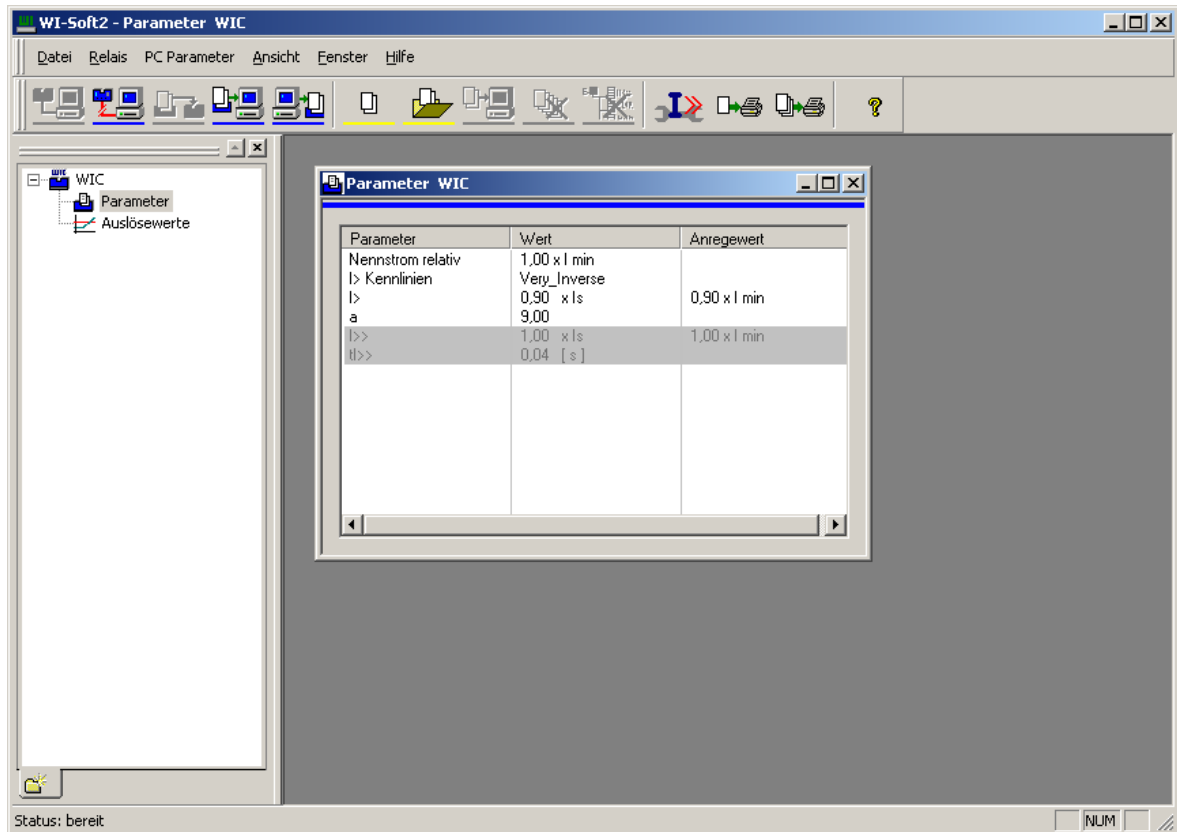 WI-Soft2 - Parameter WIC
Datei Relais PC Parameter Ansicht Fenster Hilfe
WIC
Parameter
Auslösewerte
Parameter WIC
Parameter Wert Anregewert
Nennstrom relativ 1,00 x I min
I> Kennlinien Very_Inverse
I> 0,90 x Is 0,90 x I min
a 9,00
I>> 1,00 x Is 1,00 x I min
tI>> 0,04 [ s ]
Status: bereit NUM